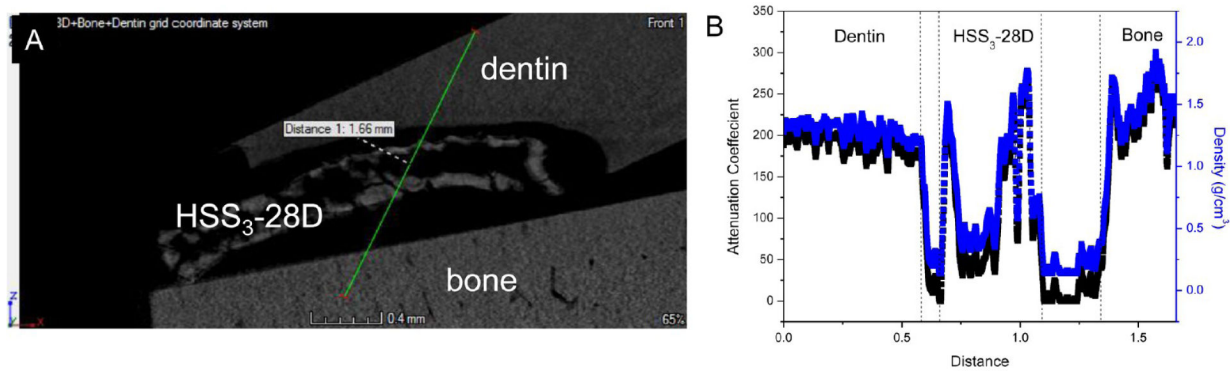 A
3D+Bone+Dentin grid coordinate system
Front 1
dentin
Distance 1: 1.66 mm
HSS₃-28D
bone
Z
X
0.4 mm
65%
B
Dentin
HSS₃-28D
Bone
350
300
250
200
150
100
50
0
Attenuation Coeffecient
2.0
1.5
1.0
0.5
0.0
Density (g/cm³)
0.0
0.5
1.0
1.5
Distance